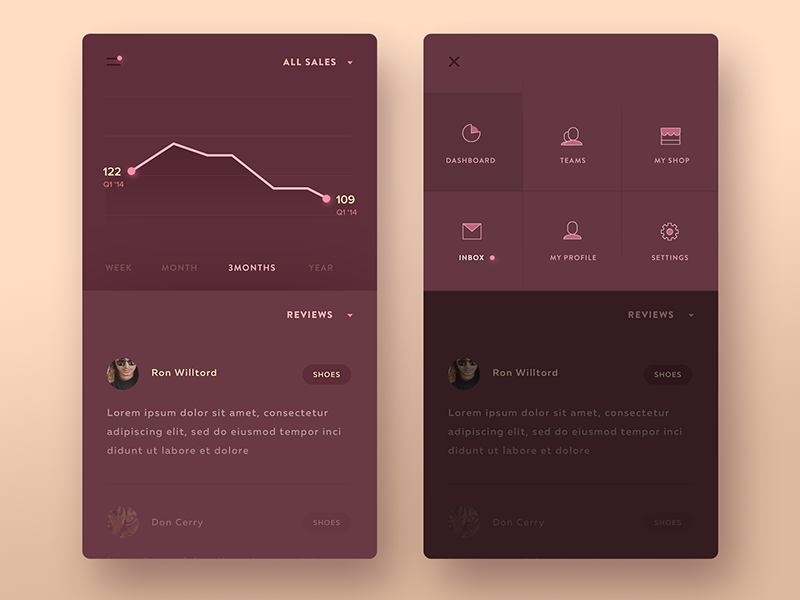 ALL SALES
122
Q1 '14
109
Q1 '14
WEEK MONTH 3MONTHS YEAR
REVIEWS
Ron Willtord
SHOES
Lorem ipsum dolor sit amet, consectetur
adipiscing elit, sed do eiusmod tempor inci
didunt ut labore et dolore
Don Cerry
SHOES
DASHBOARD TEAMS MY SHOP
INBOX MY PROFILE SETTINGS
REVIEWS
Ron Willtord
SHOES
Lorem ipsum dolor sit amet, consectetur
adipiscing elit, sed do eiusmod tempor inci
didunt ut labore et dolore
Don Cerry
SHOES